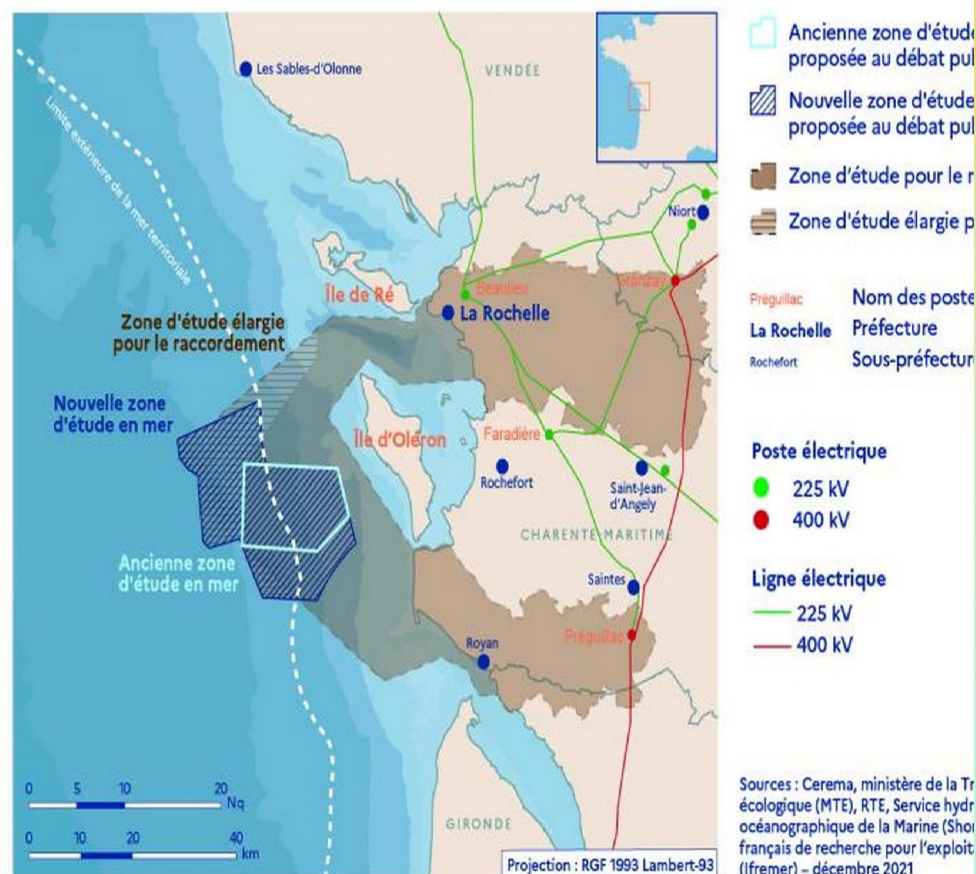 Les Sables-d'Olonne
VENDÉE
Limite extérieure de la mer territoriale
Niort
Île de Ré
Beaulieu
Granzay
La Rochelle
Zone d'étude élargie
pour le raccordement
Nouvelle zone
d'étude en mer
Île d'Oléron
Faradière
Rochefort
Saint-Jean-
d'Angely
CHARENTE-MARITIME
Ancienne zone
d'étude en mer
Saintes
Préguillac
Royan
GIRONDE
0 5 10 20
Nq
0 10 20 40
km
Projection : RGF 1993 Lambert-93
Ancienne zone d'étud
proposée au débat pu
Nouvelle zone d'étude
proposée au débat pu
Zone d'étude pour le r
Zone d'étude élargie p
Préguillac Nom des poste
La Rochelle Préfecture
Rochefort Sous-préfectur
Poste électrique
225 kV
400 kV
Ligne électrique
225 kV
400 kV
Sources : Cerema, ministère de la Tr
écologique (MTE), RTE, Service hydr
océanographique de la Marine (Sho
français de recherche pour l'exploit
(Ifremer) – décembre 2021